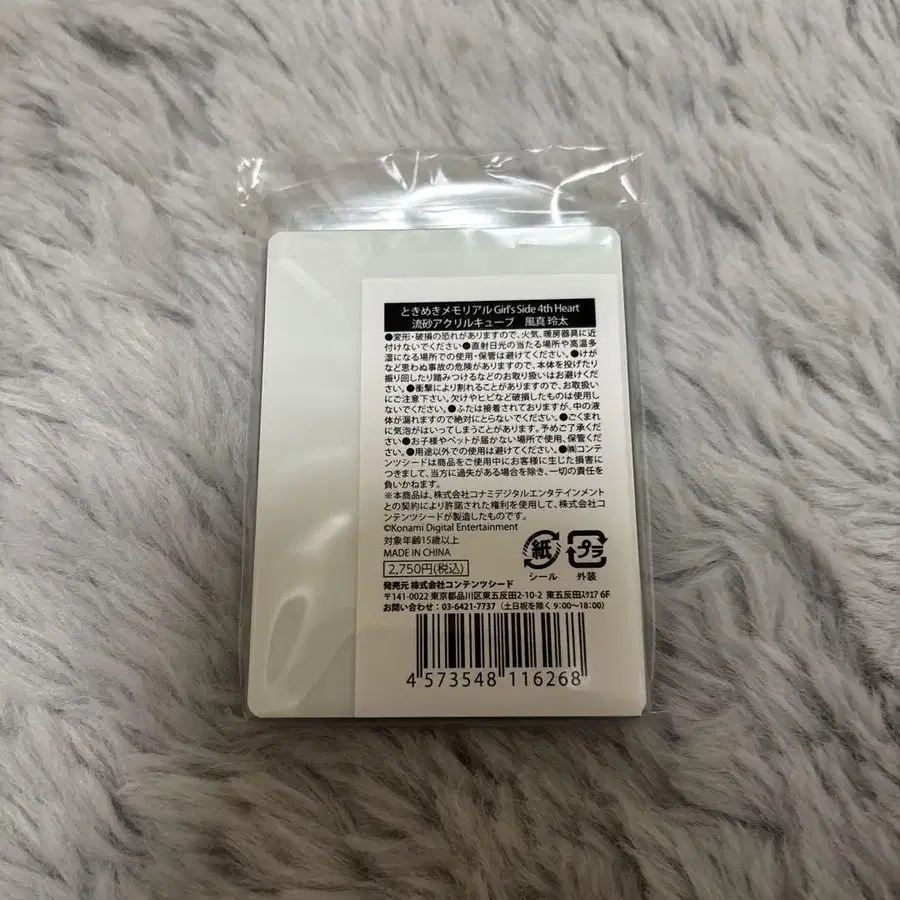 ときめきメモリアル Girl's Side 4th Heart
流砂アクリルキューブ 風真 玲太
●変形・破損の恐れがありますので、火気、暖房器具に近
付けないでください●直射日光の当たる場所や高温多
湿になる場所での使用・保管は避けてください。●けが
など思わぬ事故の危険がありますので、本体を投げたり
振り回したり踏みつけるなどのお取り扱いはお避けくださ
い。●衝撃により割れることがありますので、お取扱い
にご注意下さい。欠けやヒビなど破損したものは使用し
ないでください。●ふたは接着されておりますが、中の液
体が漏れますので絶対にとらないでください。●ごくまれ
に気泡がはいってしまうことがあります。予めご了承くだ
さい●お子様やペットが届かない場所で使用、保管くださ
い。●用途以外での使用は避けてください。●㈱コンテ
ンツシードは商品をご使用中にお客様に生じた損害に
つきまして、当方に過失がある場合を除き、一切の責任を
負いかねます。
※本商品は、株式会社コナミデジタルエンタテインメント
との契約により許諾された権利を使用して、株式会社コ
ンテンツシードが製造したものです。
©Konami Digital Entertainment
対象年齢15歳以上
MADE IN CHINA
2,750円(税込)
紙
シール
プラ
外装
発売元 株式会社コンテンツシード
〒141-0022 東京都品川区東五反田2-10-2 東五反田ｽｸｴｱ 6F
お問い合わせ：03-6421-7737（土日祝を除く 9:00～18:00）
4 573548 116268